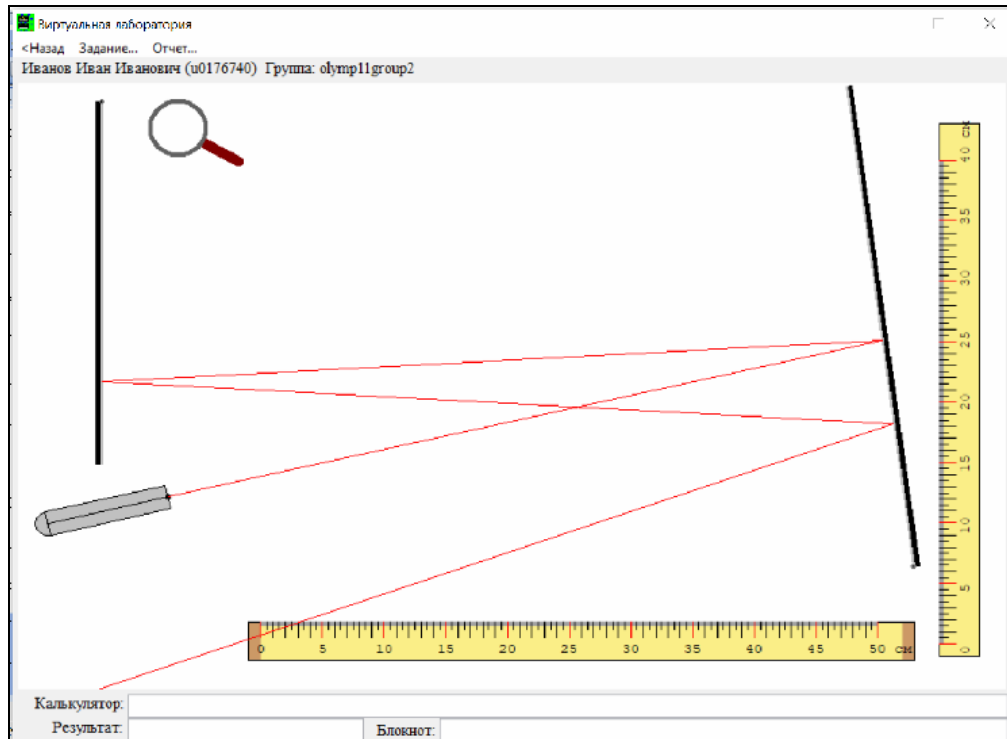 Виртуальная лаборатория
<Назад Задание... Отчет...
Иванов Иван Иванович (u0176740) Группа: olymp11group2
0 5 10 15 20 25 30 35 40 см
0 5 10 15 20 25 30 35 40 45 50 см
Калькулятор:
Результат: Блокнот: